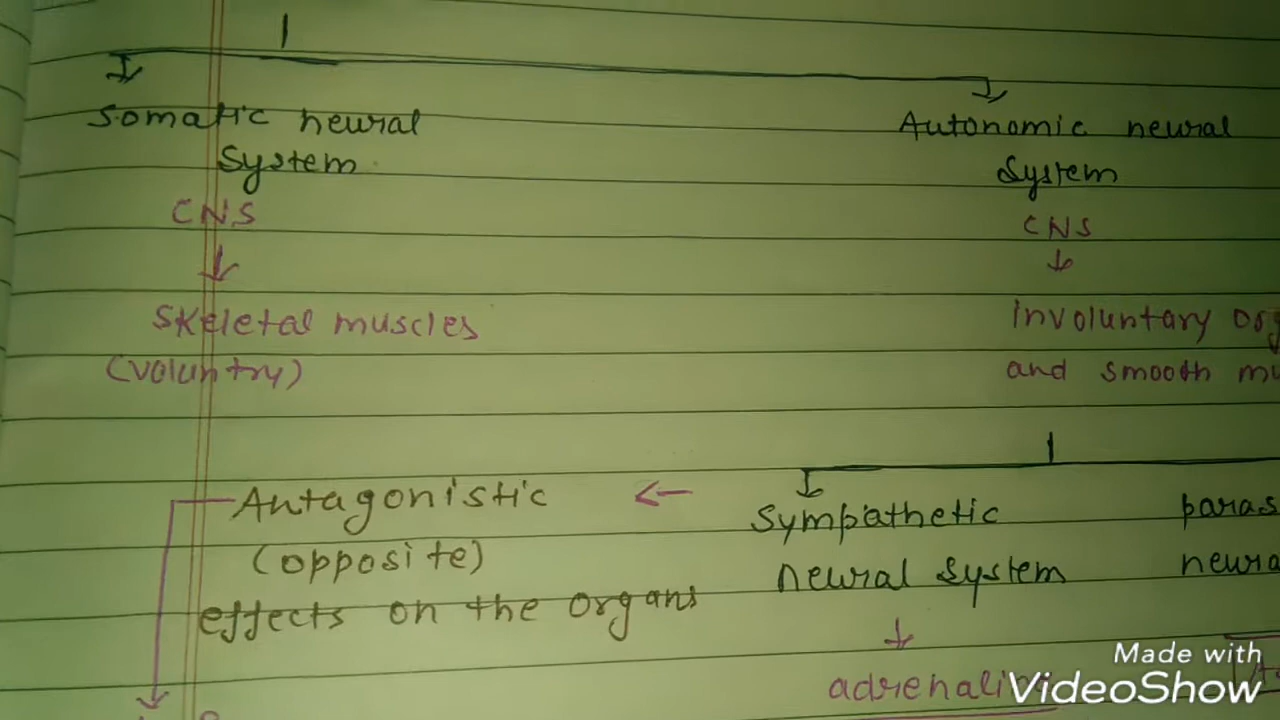 Somatic neural
System
CNS
Skeletal muscles
(voluntry)
Autonomic neural
System
CNS
involuntary
and smooth
Antagonistic
(opposite)
effects on the organs
Sympathetic
neural system
adrenalin
Made with
VideoShow